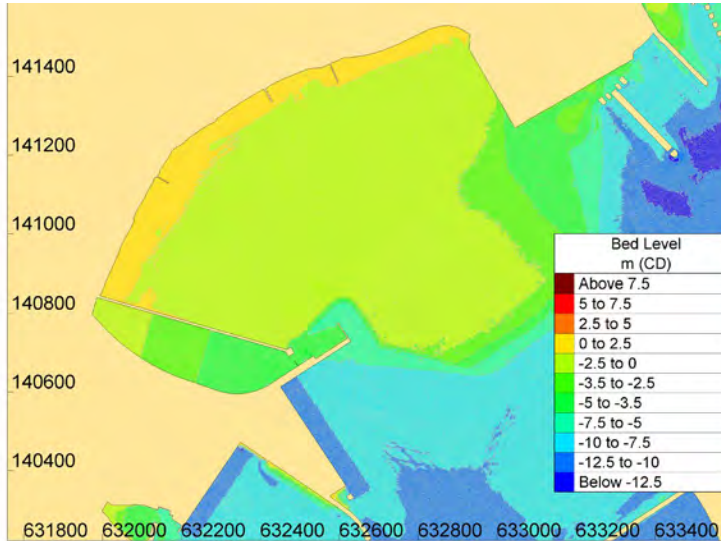 141400
141200
141000
140800
140600
140400
631800 632000 632200 632400 632600 632800 633000 633200 633400
Bed Level
m (CD)
Above 7.5
5 to 7.5
2.5 to 5
0 to 2.5
-2.5 to 0
-3.5 to -2.5
-5 to -3.5
-7.5 to -5
-10 to -7.5
-12.5 to -10
Below -12.5